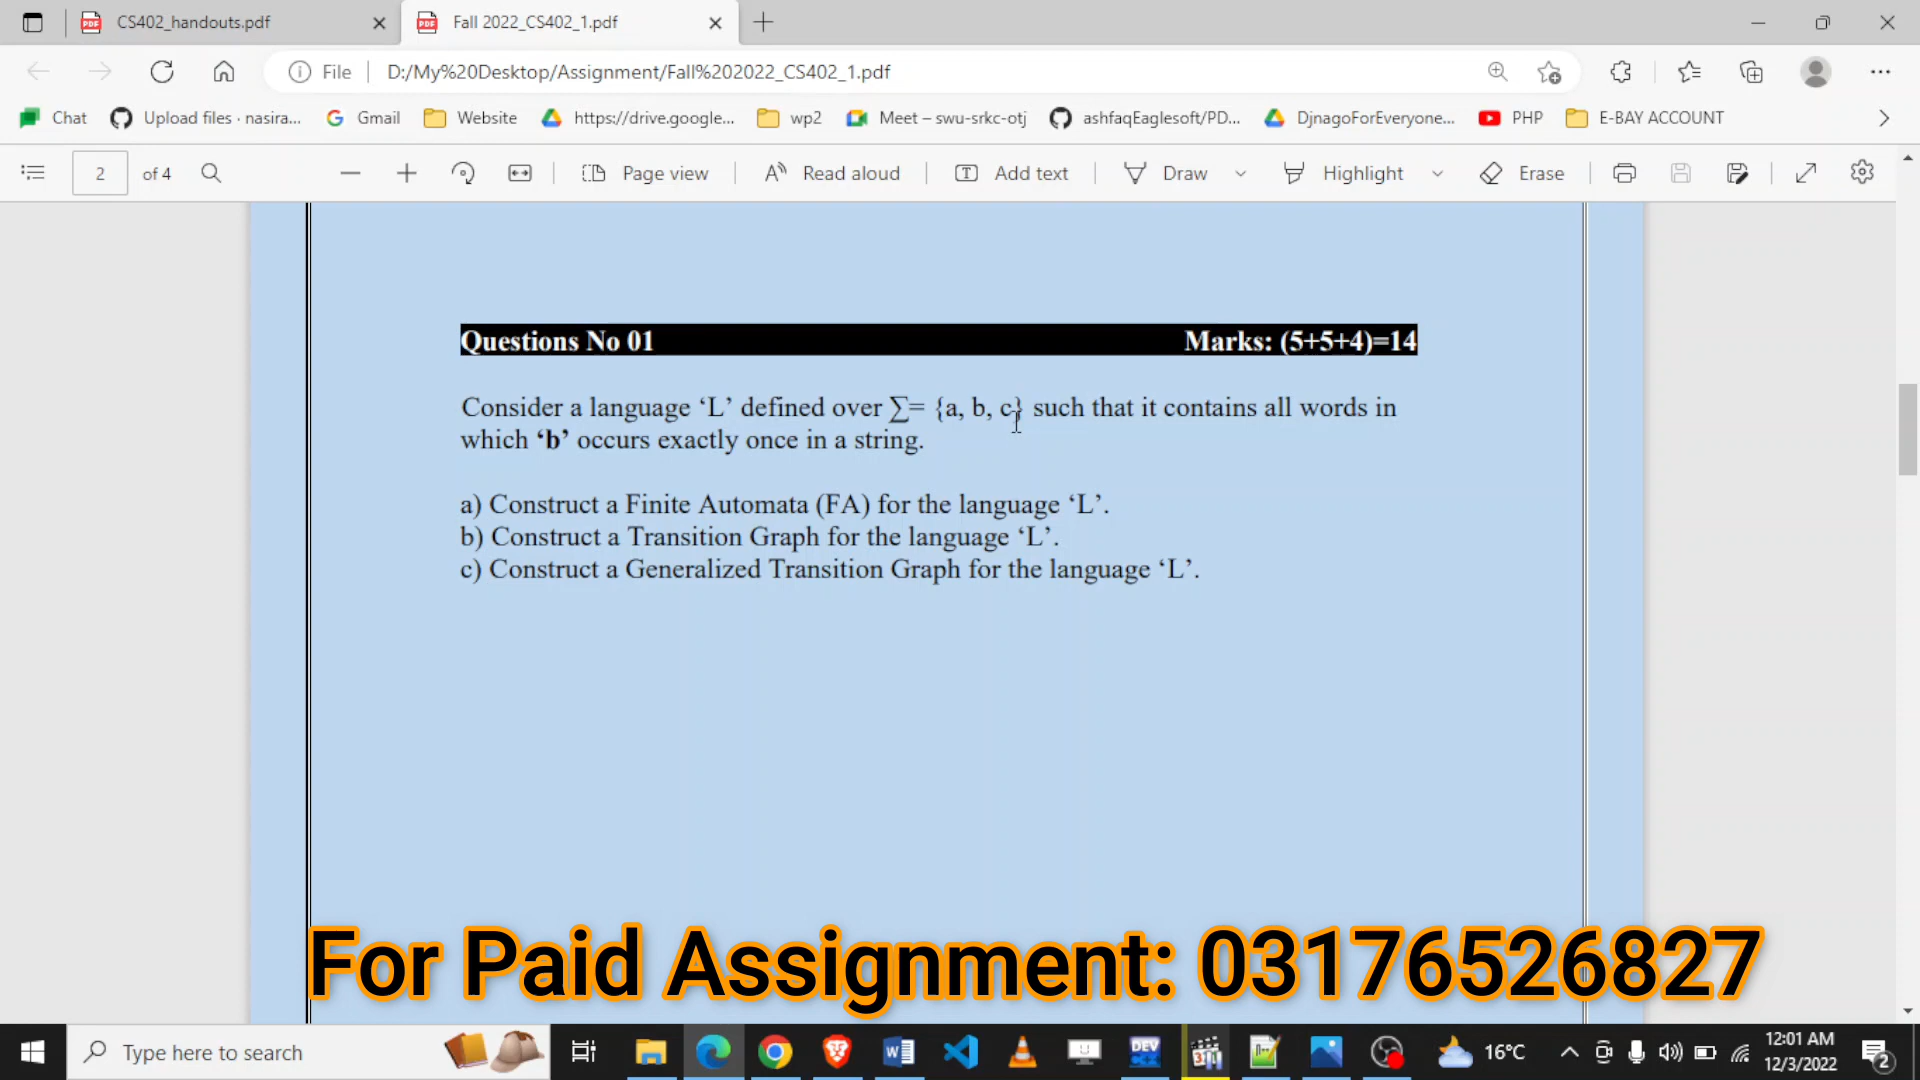 CS402_handouts.pdf
Fall 2022_CS402_1.pdf
File
D:/My%20Desktop/Assignment/Fall%202022_CS402_1.pdf
Chat
Upload files · nasira...
Gmail
Website
https://drive.google...
wp2
Meet – swu-srkc-otj
ashfaqEaglesoft/PD...
DjnagoForEveryone...
PHP
E-BAY ACCOUNT
2
of 4
Page view
Read aloud
Add text
Draw
Highlight
Erase
Questions No 01 Marks: (5+5+4)=14
Consider a language ‘L’ defined over ∑= {a, b, c} such that it contains all words in
which ‘b’ occurs exactly once in a string.
a) Construct a Finite Automata (FA) for the language ‘L’.
b) Construct a Transition Graph for the language ‘L’.
c) Construct a Generalized Transition Graph for the language ‘L’.
For Paid Assignment: 03176526827
Type here to search
16°C
12:01 AM
12/3/2022
2